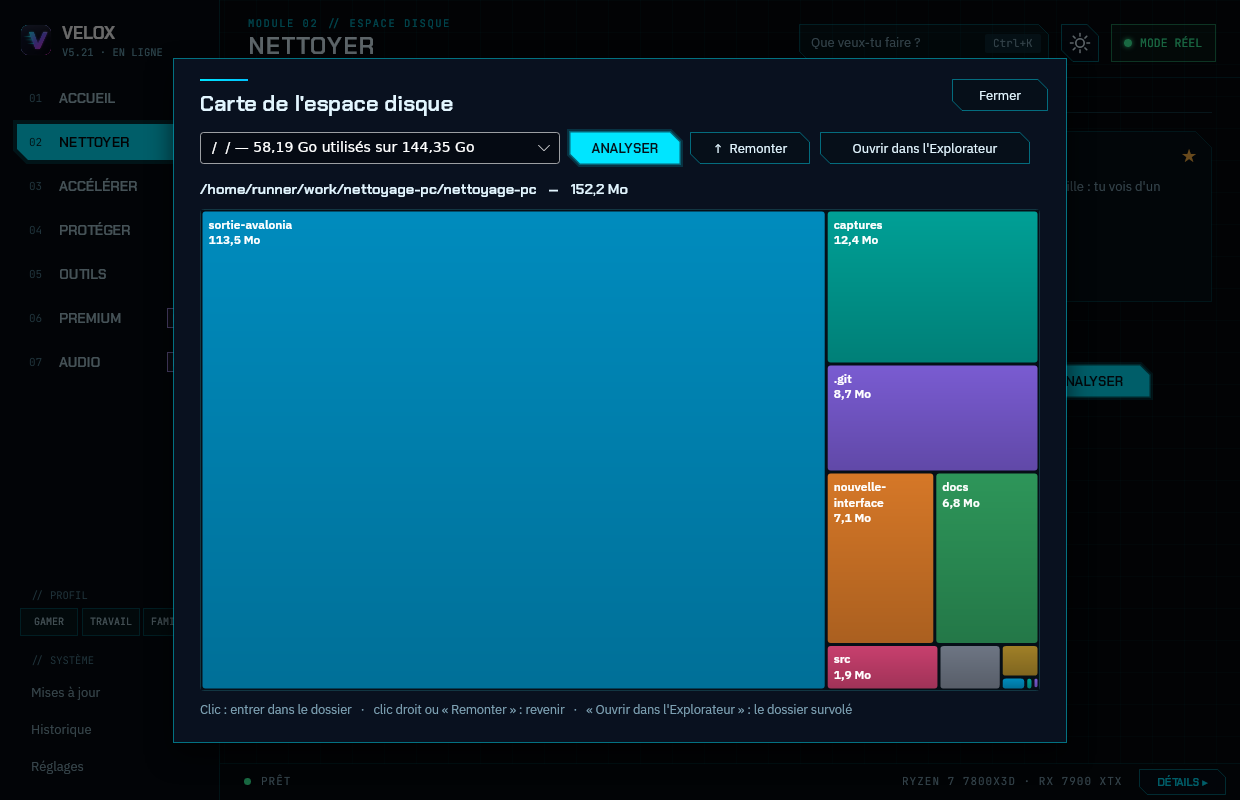 VELOX
V5.21 · EN LIGNE
MODULE 02 // ESPACE DISQUE
NETTOYER
Que veux-tu faire ?
Ctrl+K
MODE RÉEL
01 ACCUEIL
02 NETTOYER
03 ACCÉLÉRER
04 PROTÉGER
05 OUTILS
06 PREMIUM
07 AUDIO
// PROFIL
GAMER
TRAVAIL
FAMI
// SYSTÈME
Mises à jour
Historique
Réglages
Carte de l'espace disque
Fermer
/ / — 58,19 Go utilisés sur 144,35 Go
ANALYSER
↑ Remonter
Ouvrir dans l'Explorateur
/home/runner/work/nettoyage-pc/nettoyage-pc — 152,2 Mo
sortie-avalonia
113,5 Mo
captures
12,4 Mo
.git
8,7 Mo
nouvelle-
interface
7,1 Mo
docs
6,8 Mo
src
1,9 Mo
Clic : entrer dans le dossier · clic droit ou « Remonter » : revenir · « Ouvrir dans l'Explorateur » : le dossier survolé
ille : tu vois d'un
NALYSER
PRÊT
RYZEN 7 7800X3D · RX 7900 XTX
DÉTAILS ▸